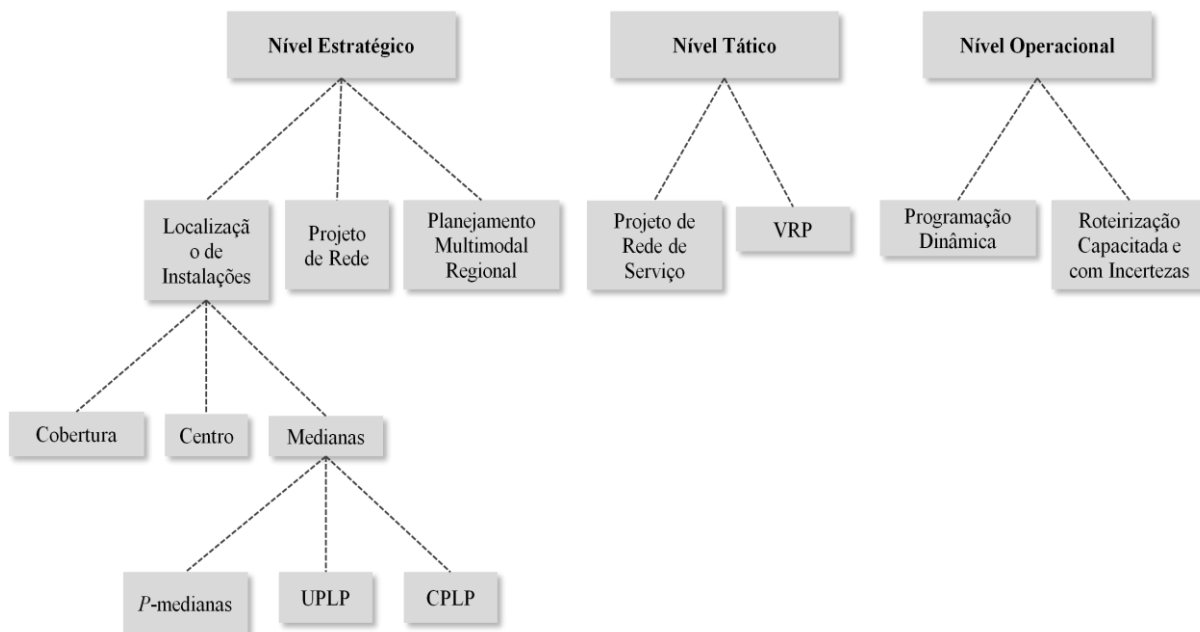 Nível Estratégico
Nível Tático
Nível Operacional
Localizaçã
o de
Instalações
Projeto
de Rede
Planejamento
Multimodal
Regional
Projeto de
Rede de
Serviço
VRP
Programação
Dinâmica
Roteirização
Capacitada e
com Incertezas
Cobertura
Centro
Medianas
P-medianas
UPLP
CPLP